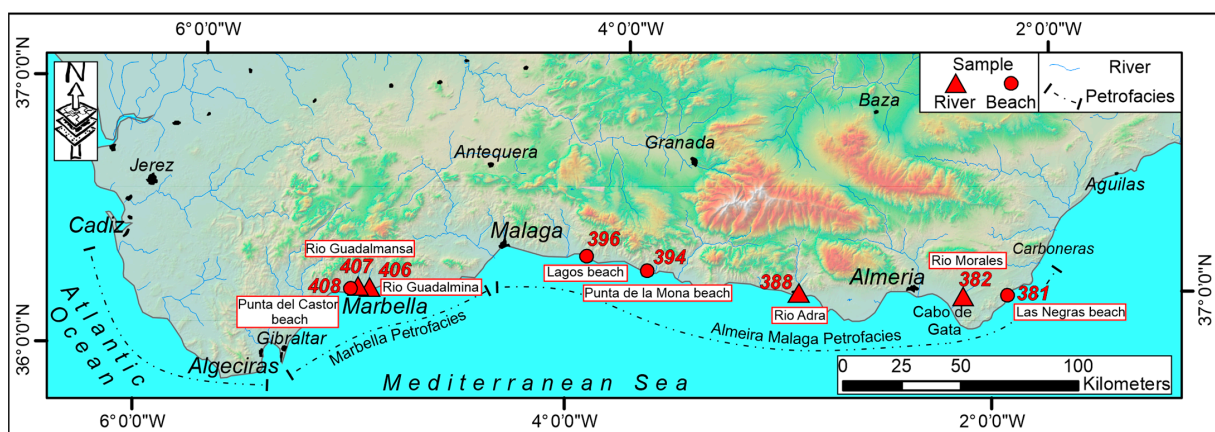 6°0'0"W
4°0'0"W
2°0'0"W
37°0'0"N
N
Sample
River
Beach
River
Petrofacies
Baza
Granada
Antequera
Jerez
Aguilas
Cadiz
Malaga
396
394
Carboneras
Rio Guadalmansa
407
406
408
Rio Guadalmina
Lagos beach
Punta de la Mona beach
388
Almeria
Rio Morales
382
381
Punta del Castor
beach
Marbella
Rio Adra
Cabo de
Gata
Las Negras beach
Atlantic
Ocean
Gibraltar
Algeciras
Marbella Petrofacies
Almeira Malaga Petrofacies
Mediterranean Sea
0
25
50
100
Kilometers
36°0'0"N
37°0'0"N
6°0'0"W
4°0'0"W
2°0'0"W